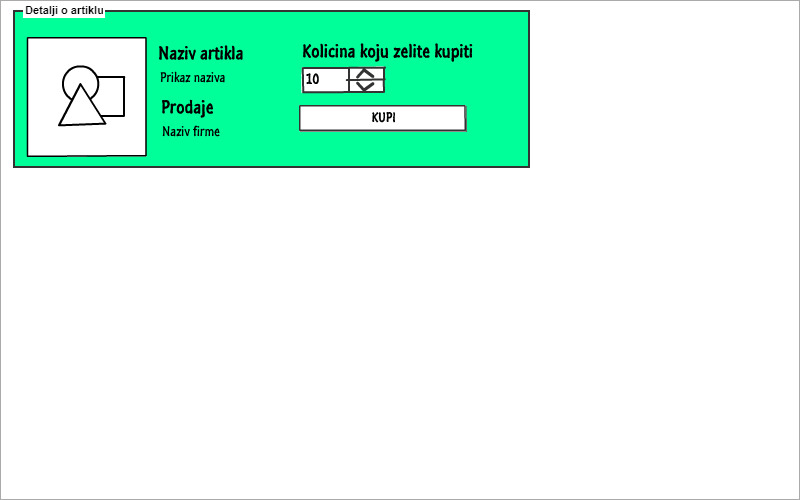 Detalji o artiklu
Naziv artikla
Prikaz naziva
Prodaje
Naziv firme
Kolicina koju zelite kupiti
10
KUPI